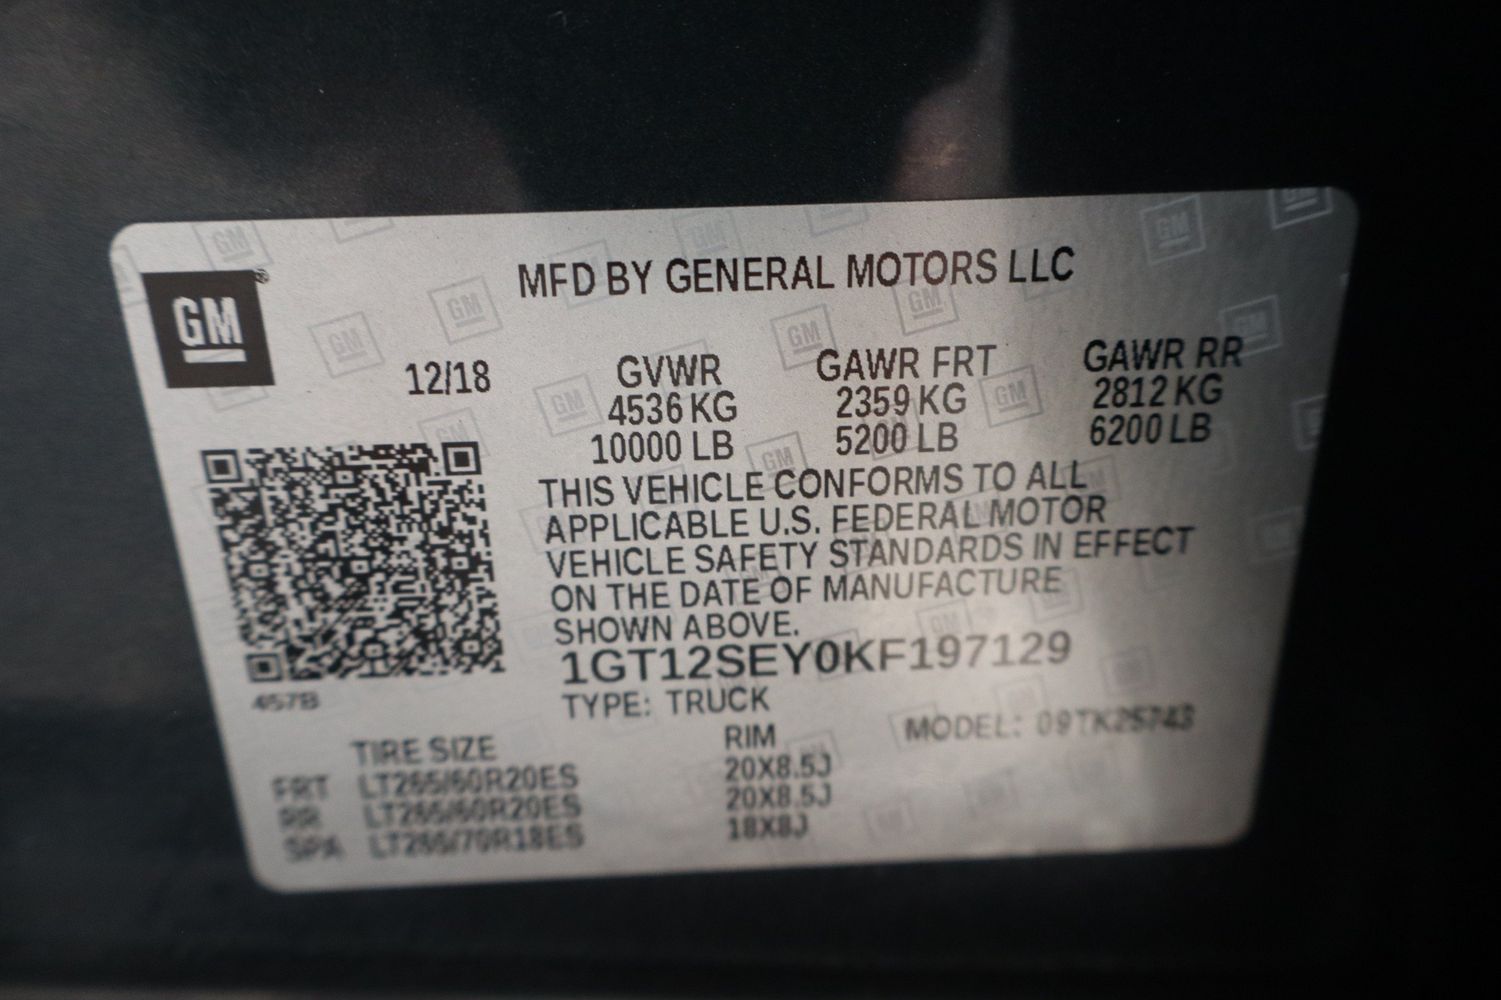 GM
MFD BY GENERAL MOTORS LLC
12/18
GVWR
4536 KG
10000 LB
GAWR FRT
2359 KG
5200 LB
GAWR RR
2812 KG
6200 LB
THIS VEHICLE CONFORMS TO ALL
APPLICABLE U.S. FEDERAL MOTOR
VEHICLE SAFETY STANDARDS IN EFFECT
ON THE DATE OF MANUFACTURE
SHOWN ABOVE.
1GT12SEY0KF197129
457B
TYPE: TRUCK
MODEL: 09TK25743
TIRE SIZE RIM
FRT LT265/60R20ES 20X8.5J
RR LT265/60R20ES 20X8.5J
SPA LT265/70R18ES 18X8J